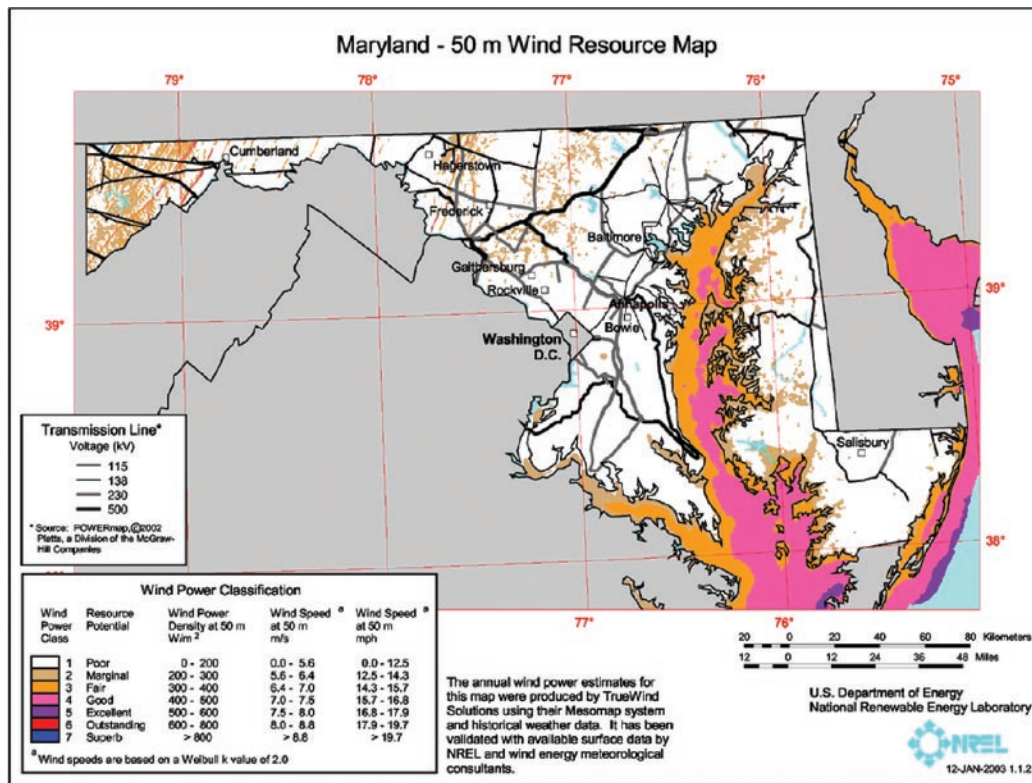 Maryland - 50 m Wind Resource Map
79°
78°
77°
76°
75°
Cumberland
Hagerstown
Frederick
Baltimore
Gaithersburg
Rockville
Annapolis
Bowie
39°
39°
Washington
D.C.
Salisbury
38°
77°
76°
Transmission Line*
Voltage (kV)
115
138
230
500
* Source: POWERmap,©2002
Platts, a Division of the McGraw-
Hill Companies
Wind Power Classification
Wind Power Class Resource Potential Wind Power Density at 50 m W/m 2 Wind Speed a at 50 m m/s Wind Speed a at 50 m mph
1 Poor 0 - 200 0.0 - 5.6 0.0 - 12.5
2 Marginal 200 - 300 5.6 - 6.4 12.5 - 14.3
3 Fair 300 - 400 6.4 - 7.0 14.3 - 15.7
4 Good 400 - 500 7.0 - 7.5 15.7 - 16.8
5 Excellent 500 - 600 7.5 - 8.0 16.8 - 17.9
6 Outstanding 600 - 800 8.0 - 8.8 17.9 - 19.7
7 Superb > 800 > 8.8 > 19.7
a Wind speeds are based on a Weibull k value of 2.0
The annual wind power estimates for
this map were produced by TrueWind
Solutions using their Mesomap system
and historical weather data. It has been
validated with available surface data by
NREL and wind energy meteorological
consultants.
20 0 20 40 60 80 Kilometers
12 0 12 24 36 48 Miles
U.S. Department of Energy
National Renewable Energy Laboratory
NREL
12-JAN-2003 1.1.2